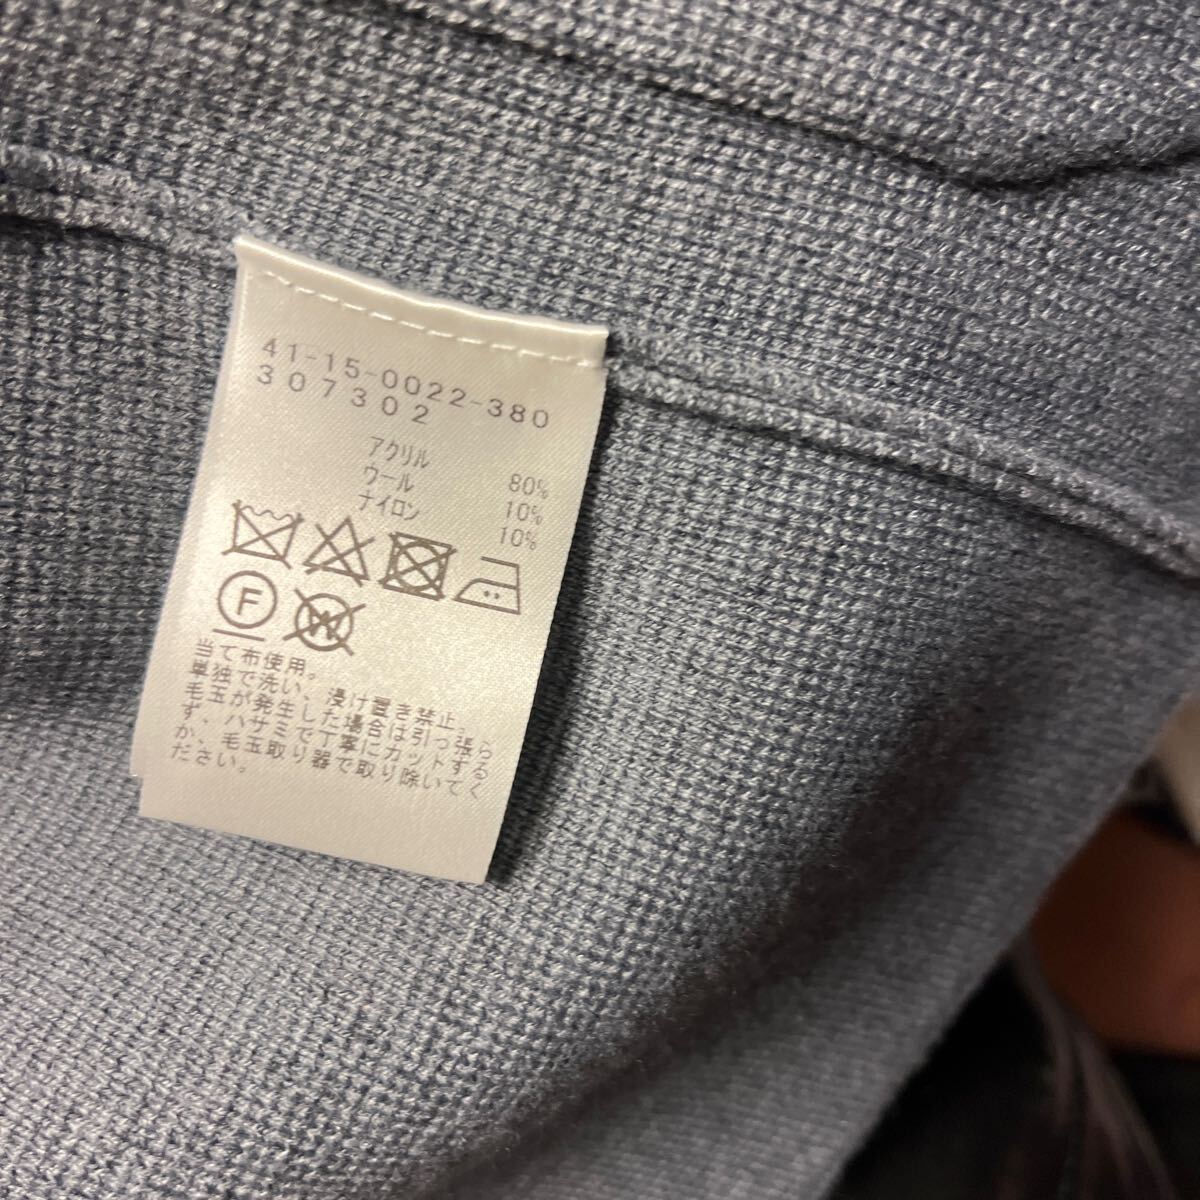 41-15-0022-380
307302
アクリル 80%
ウール 10%
ナイロン 10%
F
W
当て布使用。
単独で洗い、浸け置き禁止。
毛玉が発生した場合は引っ張ら
ず、ハサミで丁寧にカットする
か、毛玉取り器で取り除いてく
ださい。